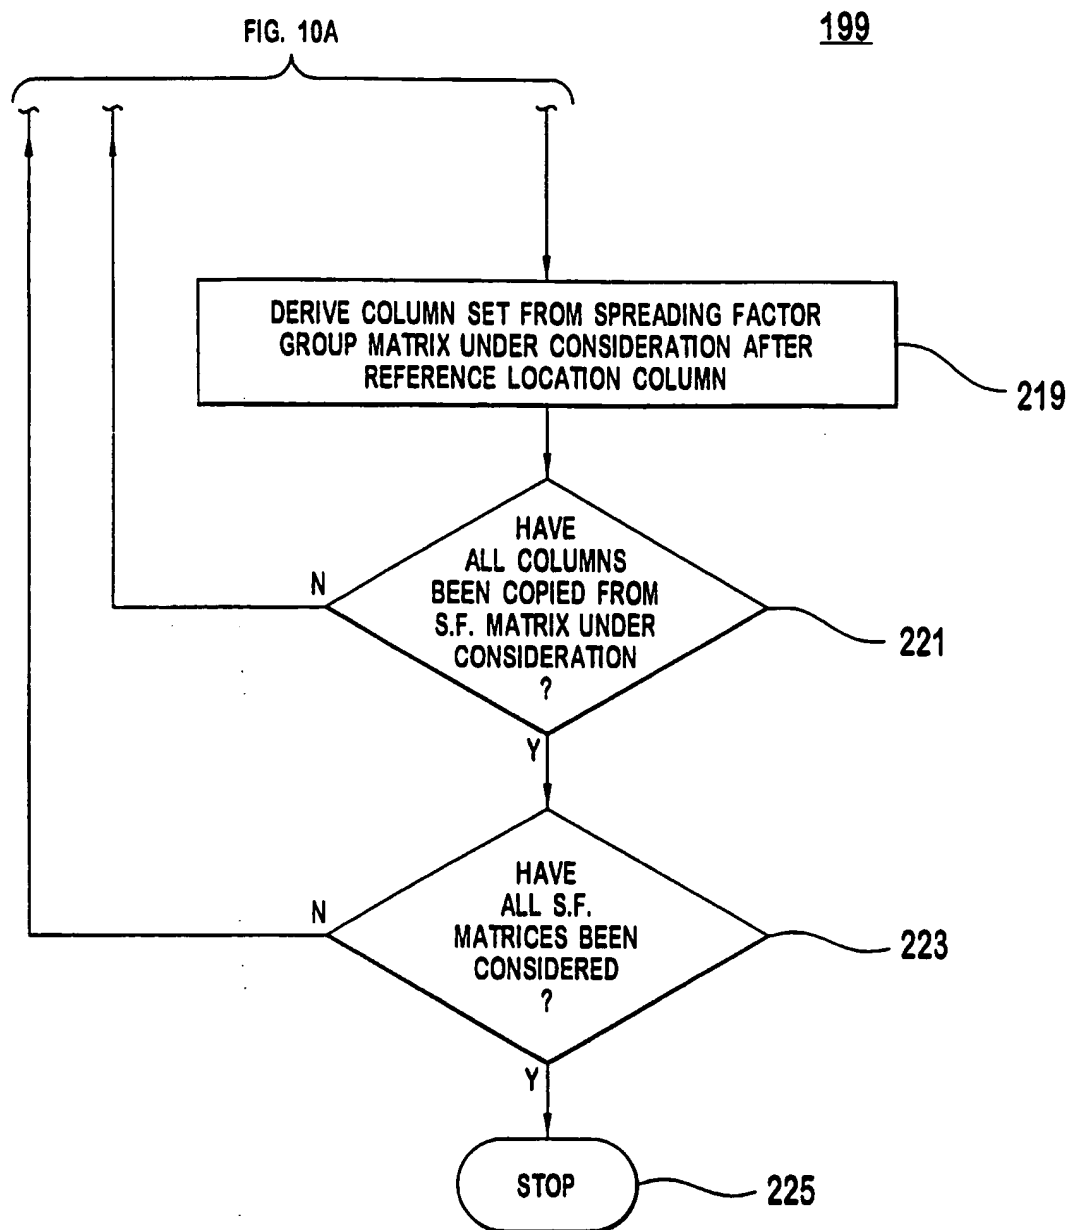 FIG. 10A
199
DERIVE COLUMN SET FROM SPREADING FACTOR
GROUP MATRIX UNDER CONSIDERATION AFTER
REFERENCE LOCATION COLUMN
219
HAVE
ALL COLUMNS
BEEN COPIED FROM
S.F. MATRIX UNDER
CONSIDERATION
?
N
221
Y
HAVE
ALL S.F.
MATRICES BEEN
CONSIDERED
?
N
223
Y
STOP
225